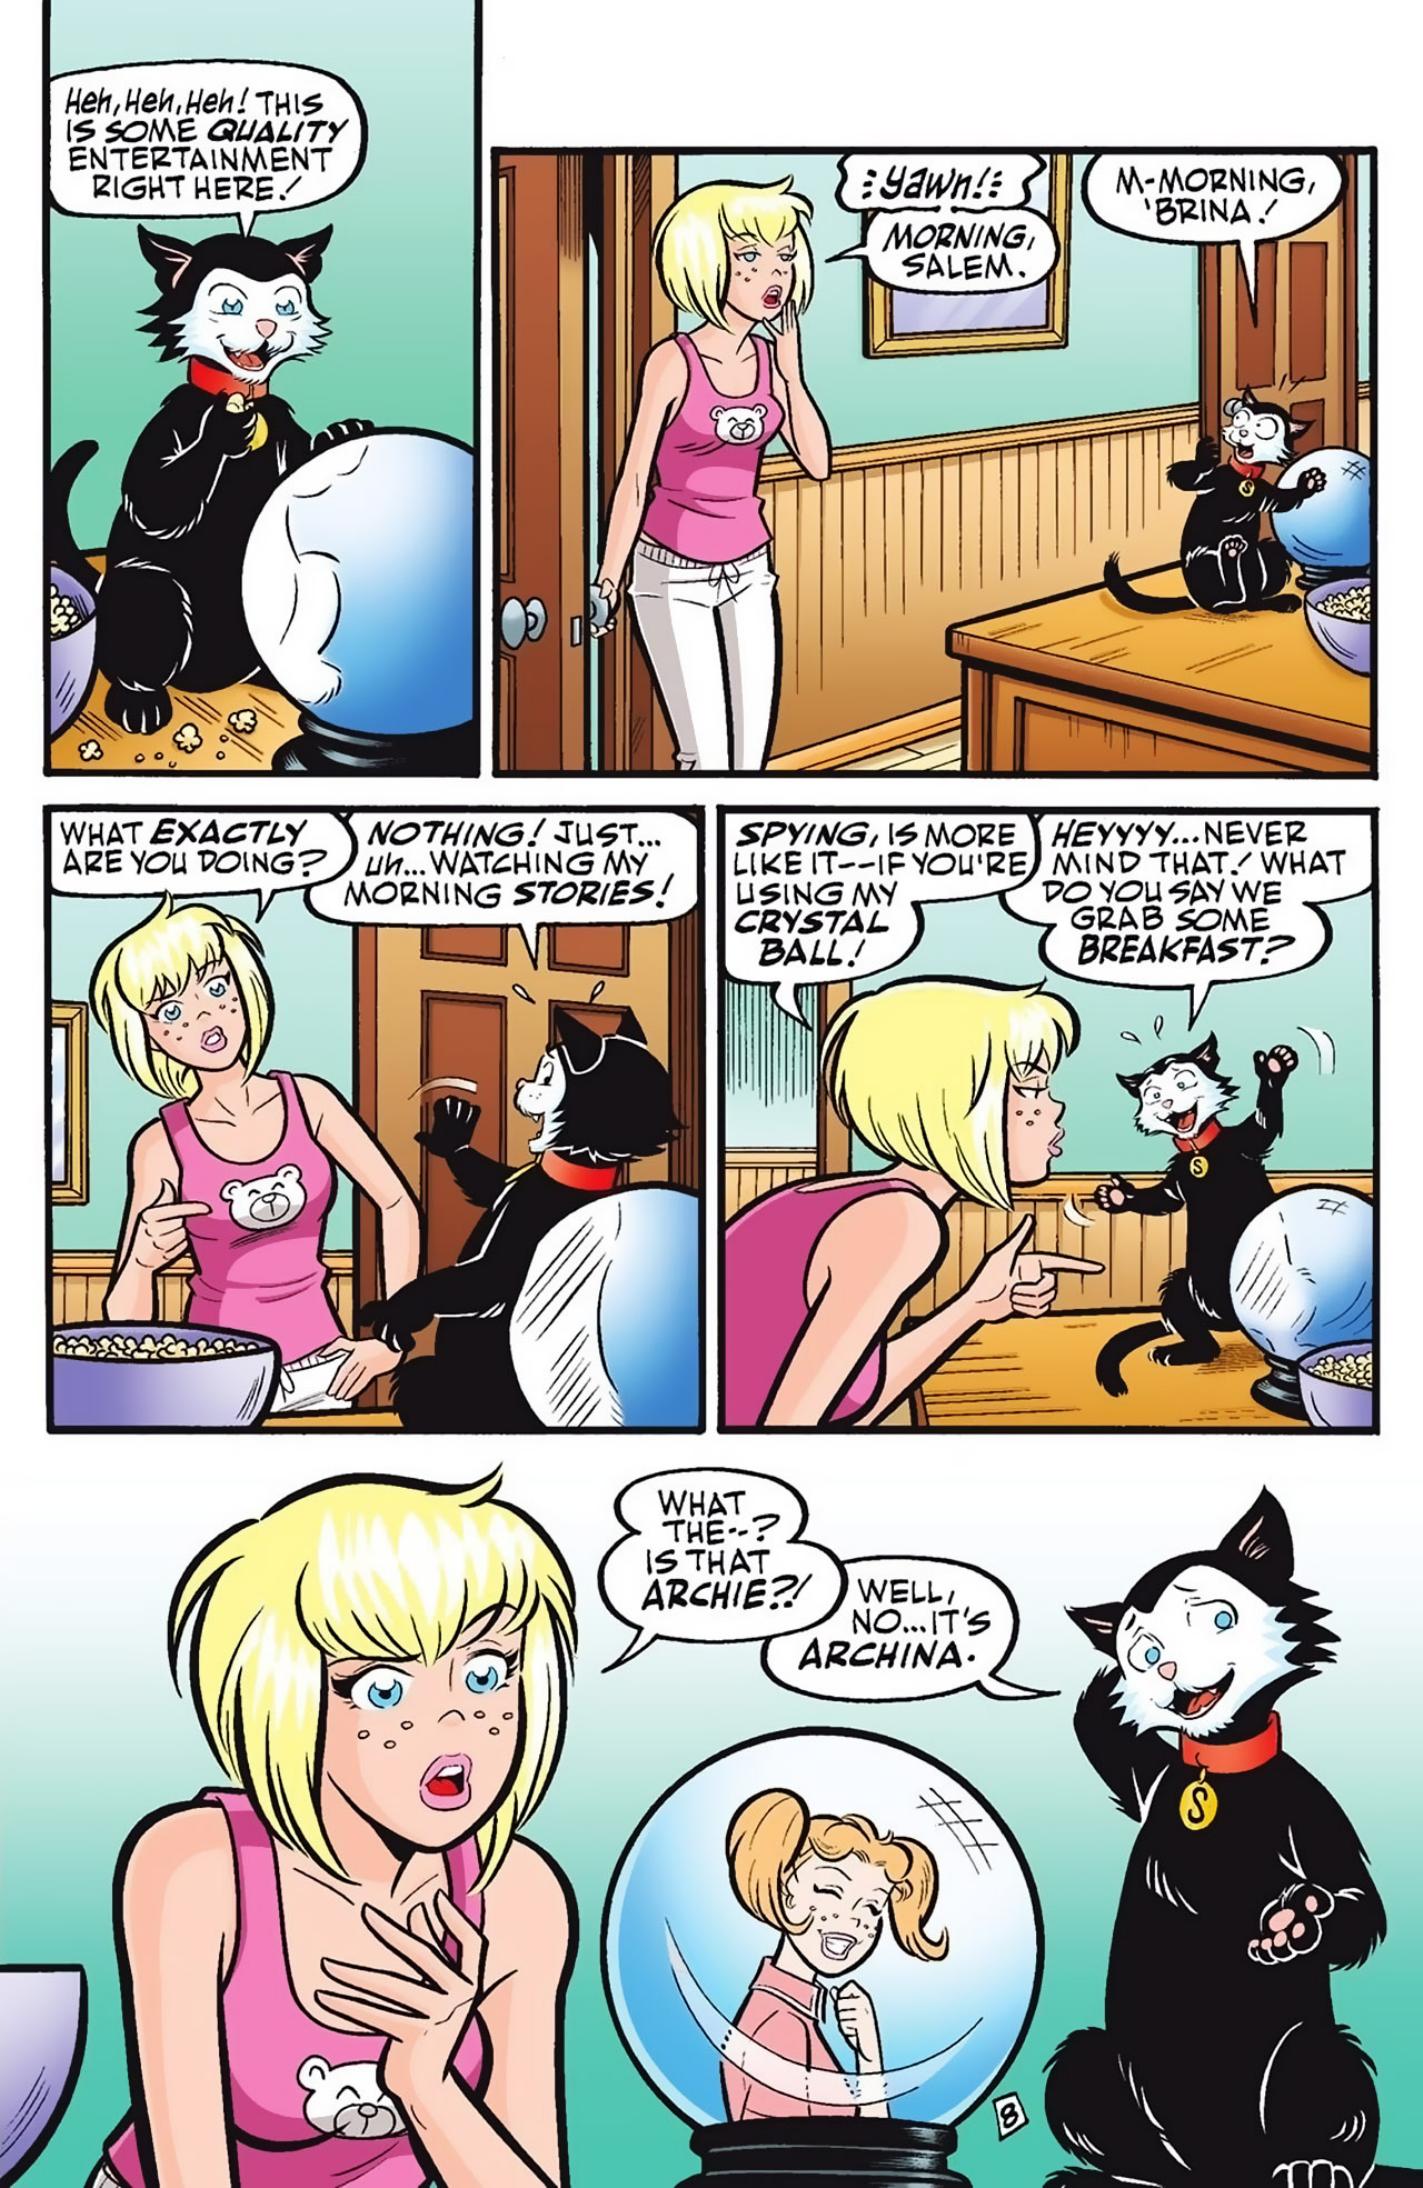 Heh, Heh, Heh! THIS
IS SOME QUALITY
ENTERTAINMENT
RIGHT HERE!
Yawn!
MORNING,
SALEM.
M-MORNING,
'BRINA!
WHAT EXACTLY
ARE YOU DOING?
NOTHING! JUST...
uh...WATCHING MY
MORNING STORIES!
SPYING, IS MORE
LIKE IT--IF YOU'RE
USING MY
CRYSTAL
BALL!
HEYYYY...NEVER
MIND THAT! WHAT
DO YOU SAY WE
GRAB SOME
BREAKFAST?
WHAT
THE--?
IS THAT
ARCHIE?!
WELL,
NO...IT'S
ARCHINA.
S
8